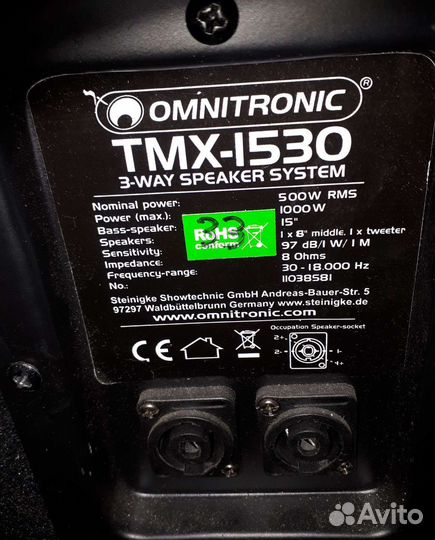 OMNITRONIC®
TMX-1530
3-WAY SPEAKER SYSTEM
Nominal power: 500W RMS
Power (max.): 1000W
Bass-speaker: 15"
Speakers: 1 x 8" middle, 1 x tweeter
Sensitivity: 97 dB/1 W/1 M
Impedance: 8 Ohms
Frequency-range: 30 - 18.000 Hz
No.: 11038581
RoHS
conform
33
Steinigke Showtechnic GmbH Andreas-Bauer-Str. 5
97297 Waldbüttelbrunn Germany www.steinigke.com
www.omnitronic.com
CE
Occupation Speaker-socket
2+
2-
1-
4+
Avito